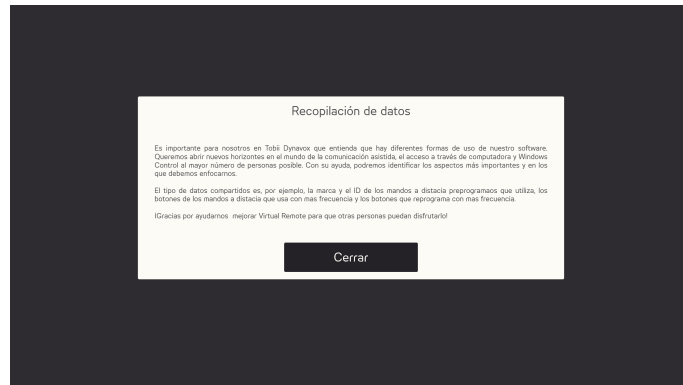 Recopilación de datos
Es importante para nosotros en Tobii Dynavox que entienda que hay diferentes formas de uso de nuestro software.
Queremos abrir nuevos horizontes en el mundo de la comunicación asistida, el acceso a través de computadora y Windows
Control al mayor número de personas posible. Con su ayuda, podremos identificar los aspectos más importantes y en los
que debemos enfocarnos.
El tipo de datos compartidos es, por ejemplo, la marca y el ID de los mandos a distacia preprogramaos que utiliza, los
botones de los mandos a distacia que usa con mas frecuencia y los botones que reprograma con mas frecuencia.
¡Gracias por ayudarnos  mejorar Virtual Remote para que otras personas puedan disfrutarlo!
Cerrar